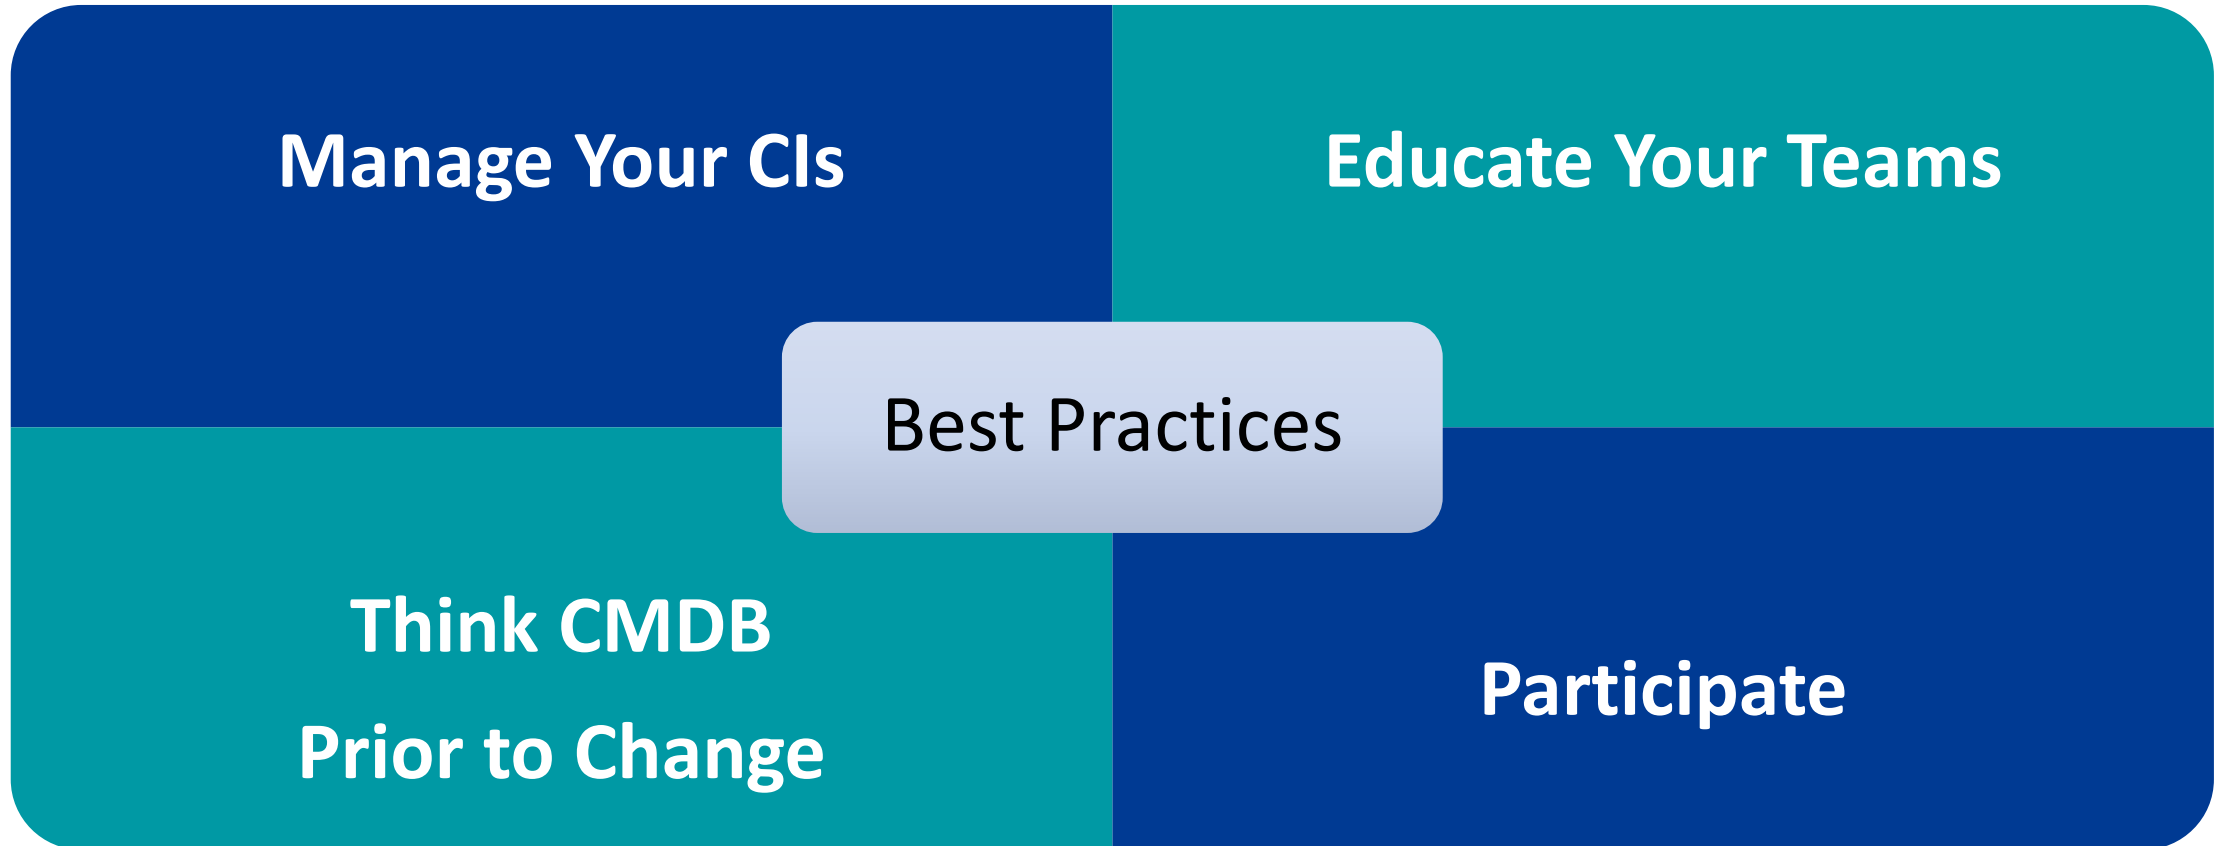 Manage Your CIs
Educate Your Teams
Best Practices
Think CMDB
Prior to Change
Participate